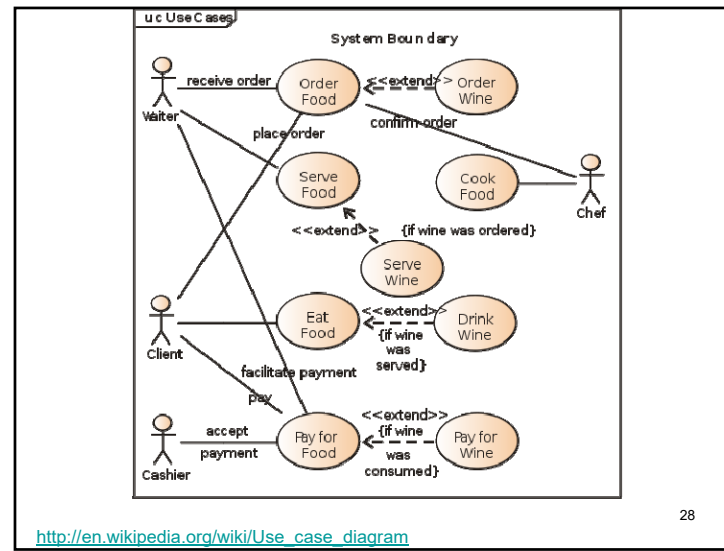 uc Use Cases
System Boundary
receive order
Order
Food
<<extend>>
Order
Wine
Waiter
place order
confirm order
Serve
Food
Cook
Food
Chef
<<extend>>
{if wine was ordered}
Serve
Wine
Eat
Food
<<extend>>
{if wine
was
served}
Drink
Wine
Client
facilitate payment
pay
accept
payment
Pay for
Food
<<extend>>
{if wine
was
consumed}
Pay for
Wine
Cashier
28
http://en.wikipedia.org/wiki/Use_case_diagram